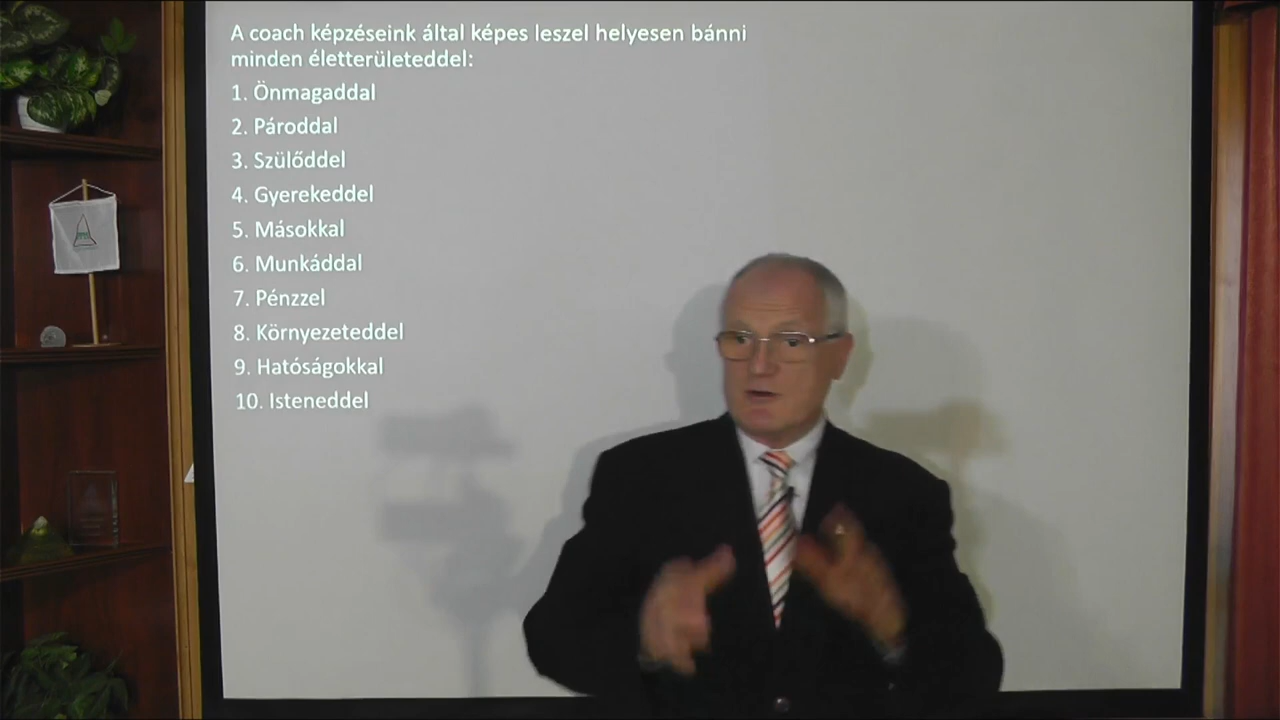 A coach képzéseink által képes leszel helyesen bánni
minden életterületeddel:
1. Önmagaddal
2. Pároddal
3. Szülőddel
4. Gyerekeddel
5. Másokkal
6. Munkáddal
7. Pénzzel
8. Környezeteddel
9. Hatóságokkal
10. Isteneddel